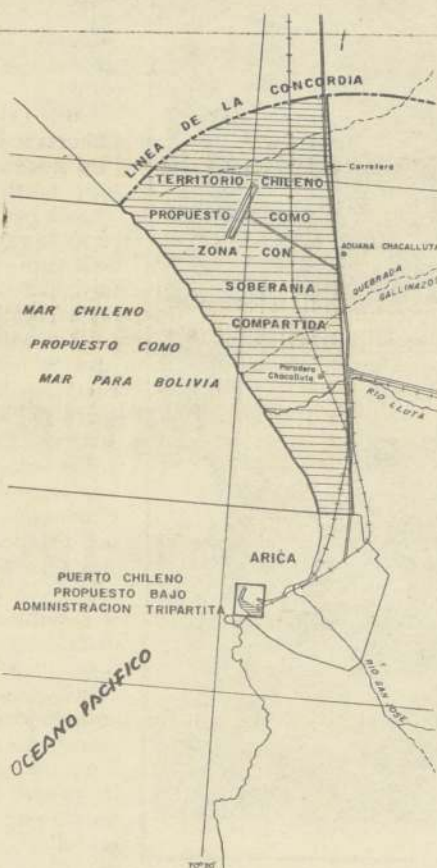 LINEA DE LA CONCORDIA
Carretera
TERRITORIO CHILENO
PROPUESTO COMO
ZONA CON
SOBERANIA
COMPARTIDA
ADUANA CHACALLUTA
QUEBRADA
GALLINAZOS
MAR CHILENO
PROPUESTO COMO
MAR PARA BOLIVIA
Paradero
Chacalluta
RIO LLUTA
ARICA
PUERTO CHILENO
PROPUESTO BAJO
ADMINISTRACION TRIPARTITA
OCEANO PACIFICO
RIO SAN JOSE
70°20'